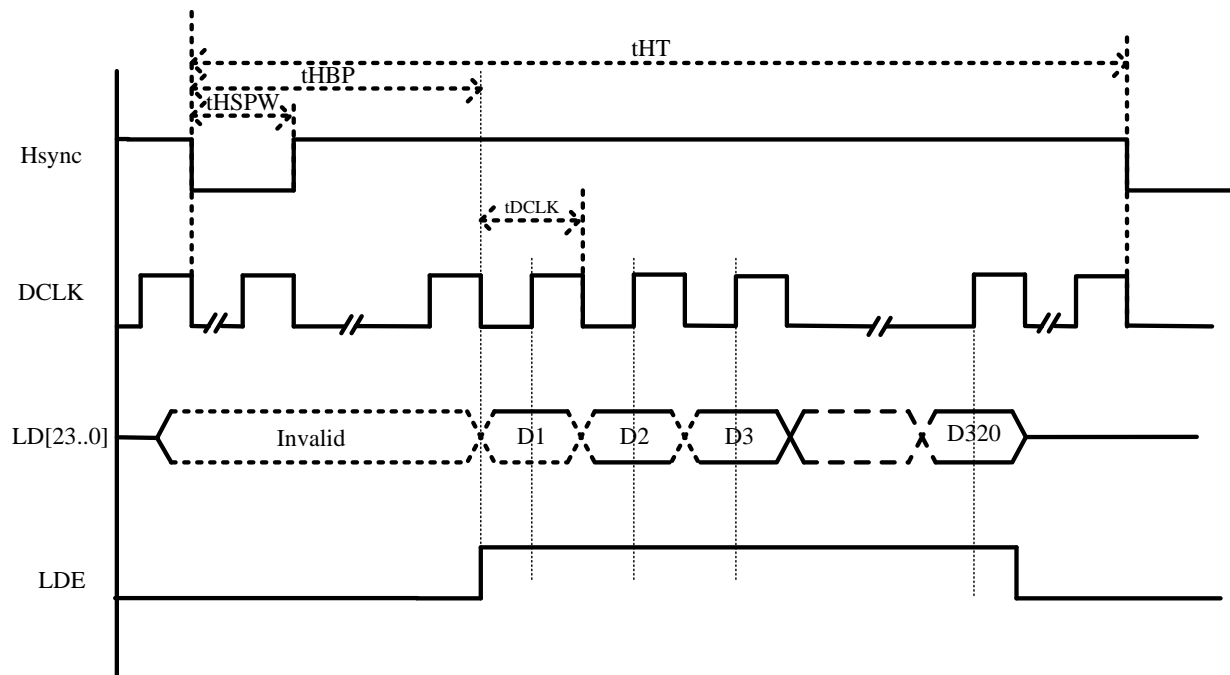 tHT
tHBP
tHSPW
Hsync
tDCLK
DCLK
LD[23..0]
Invalid
D1
D2
D3
D320
LDE